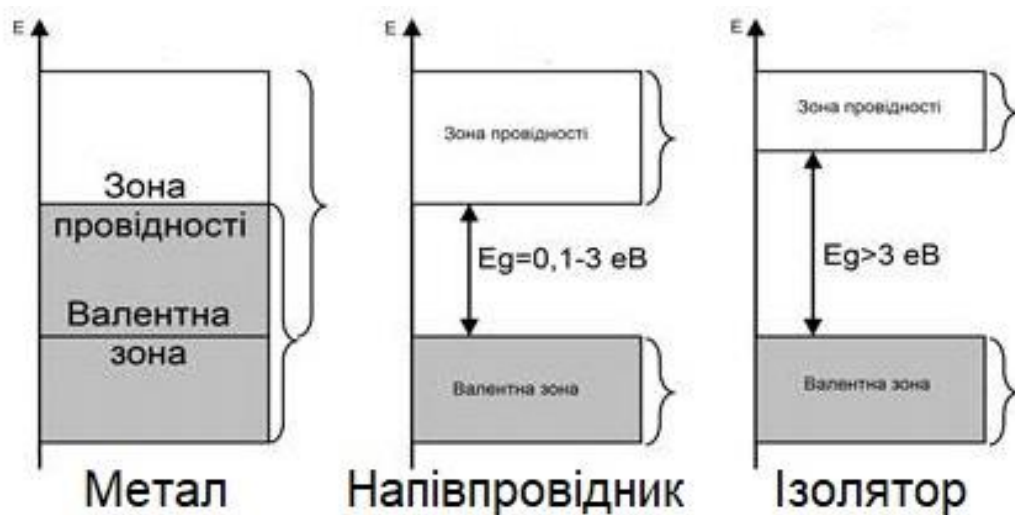 E
Зона
провідності
Валентна
зона
Метал
E
Зона провідності
Eg=0,1-3 еВ
Валентна зона
Напівпровідник
E
Зона провідності
Eg>3 еВ
Валентна зона
Ізолятор